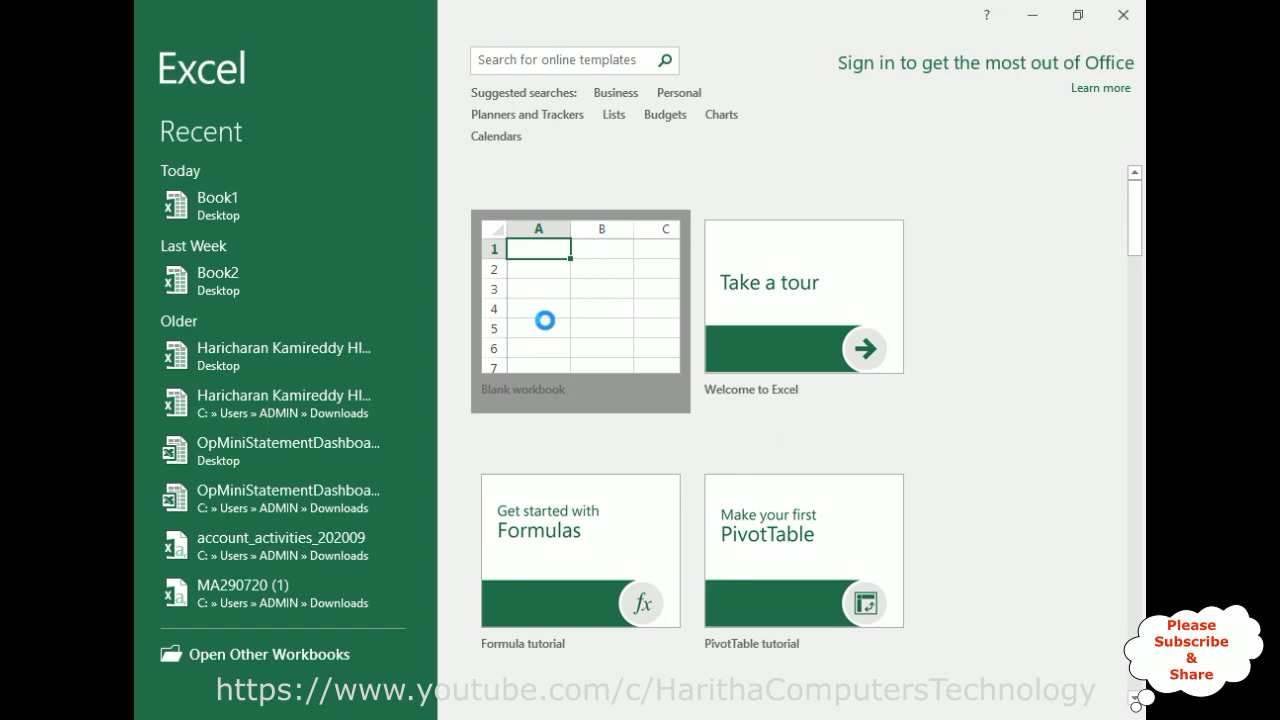 Excel
Recent
Today
Book1
Desktop
Last Week
Book2
Desktop
Older
Haricharan Kamireddy HI...
Desktop
Haricharan Kamireddy HI...
C: » Users » ADMIN » Downloads
OpMiniStatementDashboa...
Desktop
OpMiniStatementDashboa...
C: » Users » ADMIN » Downloads
account_activities_202009
C: » Users » ADMIN » Downloads
MA290720 (1)
C: » Users » ADMIN » Downloads
Open Other Workbooks
?
Search for online templates
Sign in to get the most out of Office
Learn more
Suggested searches: Business Personal
Planners and Trackers Lists Budgets Charts
Calendars
A B C
1
2
3
4
5
6
7
Blank workbook
Take a tour
Welcome to Excel
Get started with
Formulas
fx
Formula tutorial
Make your first
PivotTable
PivotTable tutorial
Please
Subscribe
&
Share
https://www.youtube.com/c/HarithaComputersTechnology